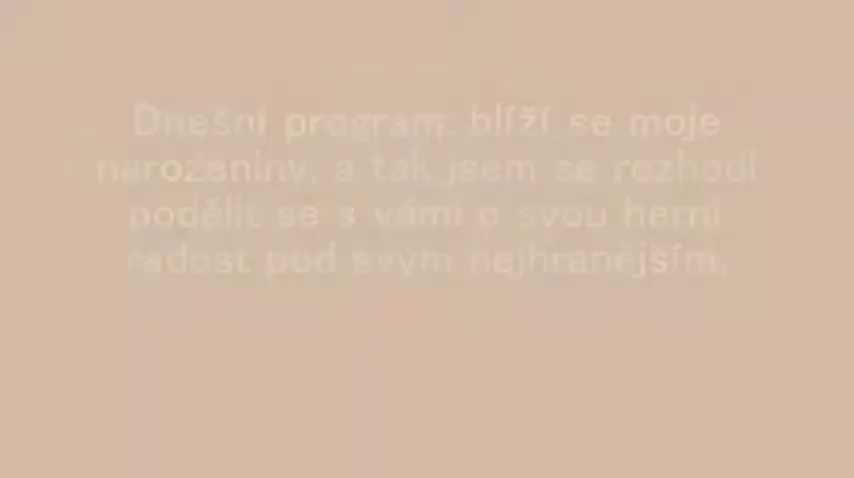 Dnešní program: blíží se moje
narozeniny, a tak jsem se rozhodl
podělit se s vámi o svou herní
radost pod svým nejhranějším,